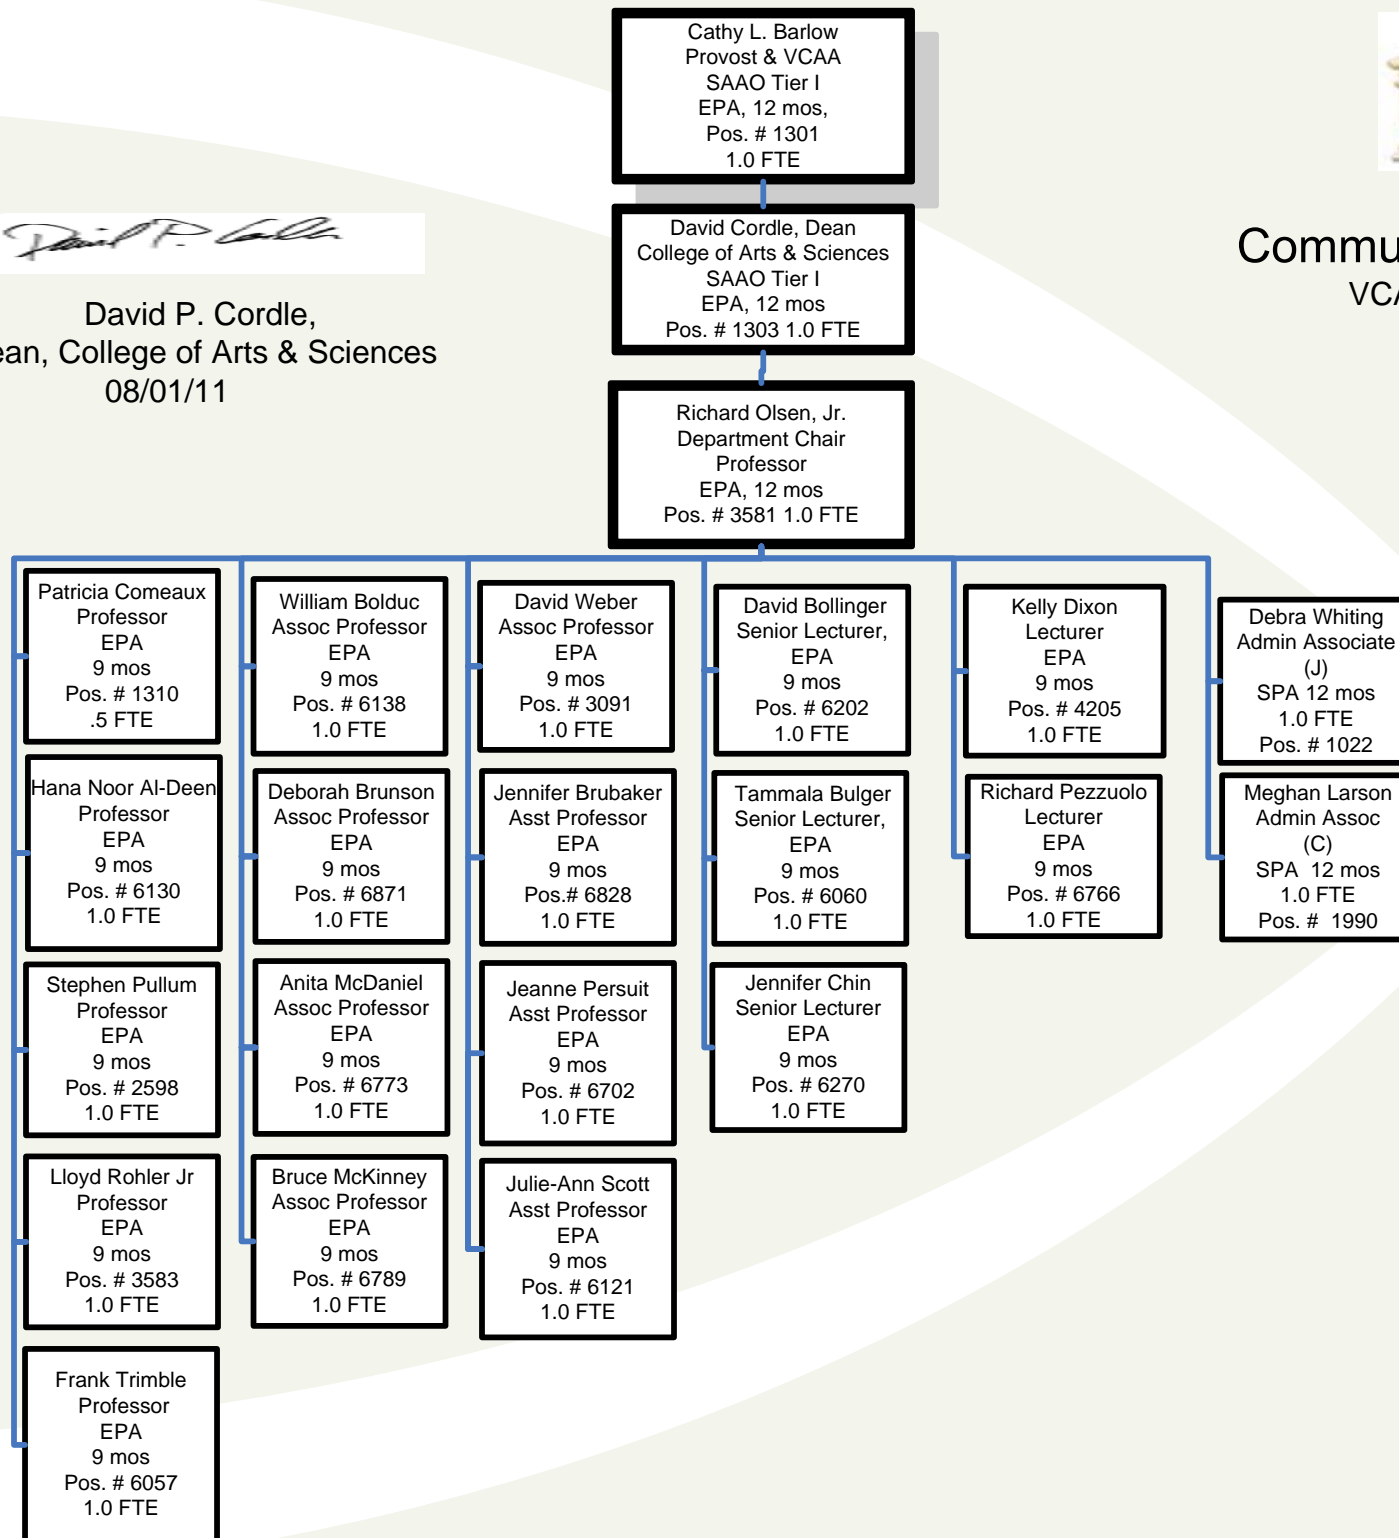 Cathy L. Barlow
Provost & VCAA
SAAO Tier I
EPA, 12 mos,
Pos. # 1301
1.0 FTE
David P. Cordle,
ean, College of Arts & Sciences
08/01/11
David Cordle, Dean
College of Arts & Sciences
SAAO Tier I
EPA, 12 mos
Pos. # 1303 1.0 FTE
Commu
VCA
Richard Olsen, Jr.
Department Chair
Professor
EPA, 12 mos
Pos. # 3581 1.0 FTE
Patricia Comeaux
Professor
EPA
9 mos
Pos. # 1310
.5 FTE
Hana Noor Al-Deen
Professor
EPA
9 mos
Pos. # 6130
1.0 FTE
Stephen Pullum
Professor
EPA
9 mos
Pos. # 2598
1.0 FTE
Lloyd Rohler Jr
Professor
EPA
9 mos
Pos. # 3583
1.0 FTE
Frank Trimble
Professor
EPA
9 mos
Pos. # 6057
1.0 FTE
William Bolduc
Assoc Professor
EPA
9 mos
Pos. # 6138
1.0 FTE
Deborah Brunson
Assoc Professor
EPA
9 mos
Pos. # 6871
1.0 FTE
Anita McDaniel
Assoc Professor
EPA
9 mos
Pos. # 6773
1.0 FTE
Bruce McKinney
Assoc Professor
EPA
9 mos
Pos. # 6789
1.0 FTE
David Weber
Assoc Professor
EPA
9 mos
Pos. # 3091
1.0 FTE
Jennifer Brubaker
Asst Professor
EPA
9 mos
Pos.# 6828
1.0 FTE
Jeanne Persuit
Asst Professor
EPA
9 mos
Pos. # 6702
1.0 FTE
Julie-Ann Scott
Asst Professor
EPA
9 mos
Pos. # 6121
1.0 FTE
David Bollinger
Senior Lecturer,
EPA
9 mos
Pos. # 6202
1.0 FTE
Tammala Bulger
Senior Lecturer,
EPA
9 mos
Pos. # 6060
1.0 FTE
Jennifer Chin
Senior Lecturer
EPA
9 mos
Pos. # 6270
1.0 FTE
Kelly Dixon
Lecturer
EPA
9 mos
Pos. # 4205
1.0 FTE
Richard Pezzuolo
Lecturer
EPA
9 mos
Pos. # 6766
1.0 FTE
Debra Whiting
Admin Associate
(J)
SPA 12 mos
1.0 FTE
Pos. # 1022
Meghan Larson
Admin Assoc
(C)
SPA 12 mos
1.0 FTE
Pos. # 1990